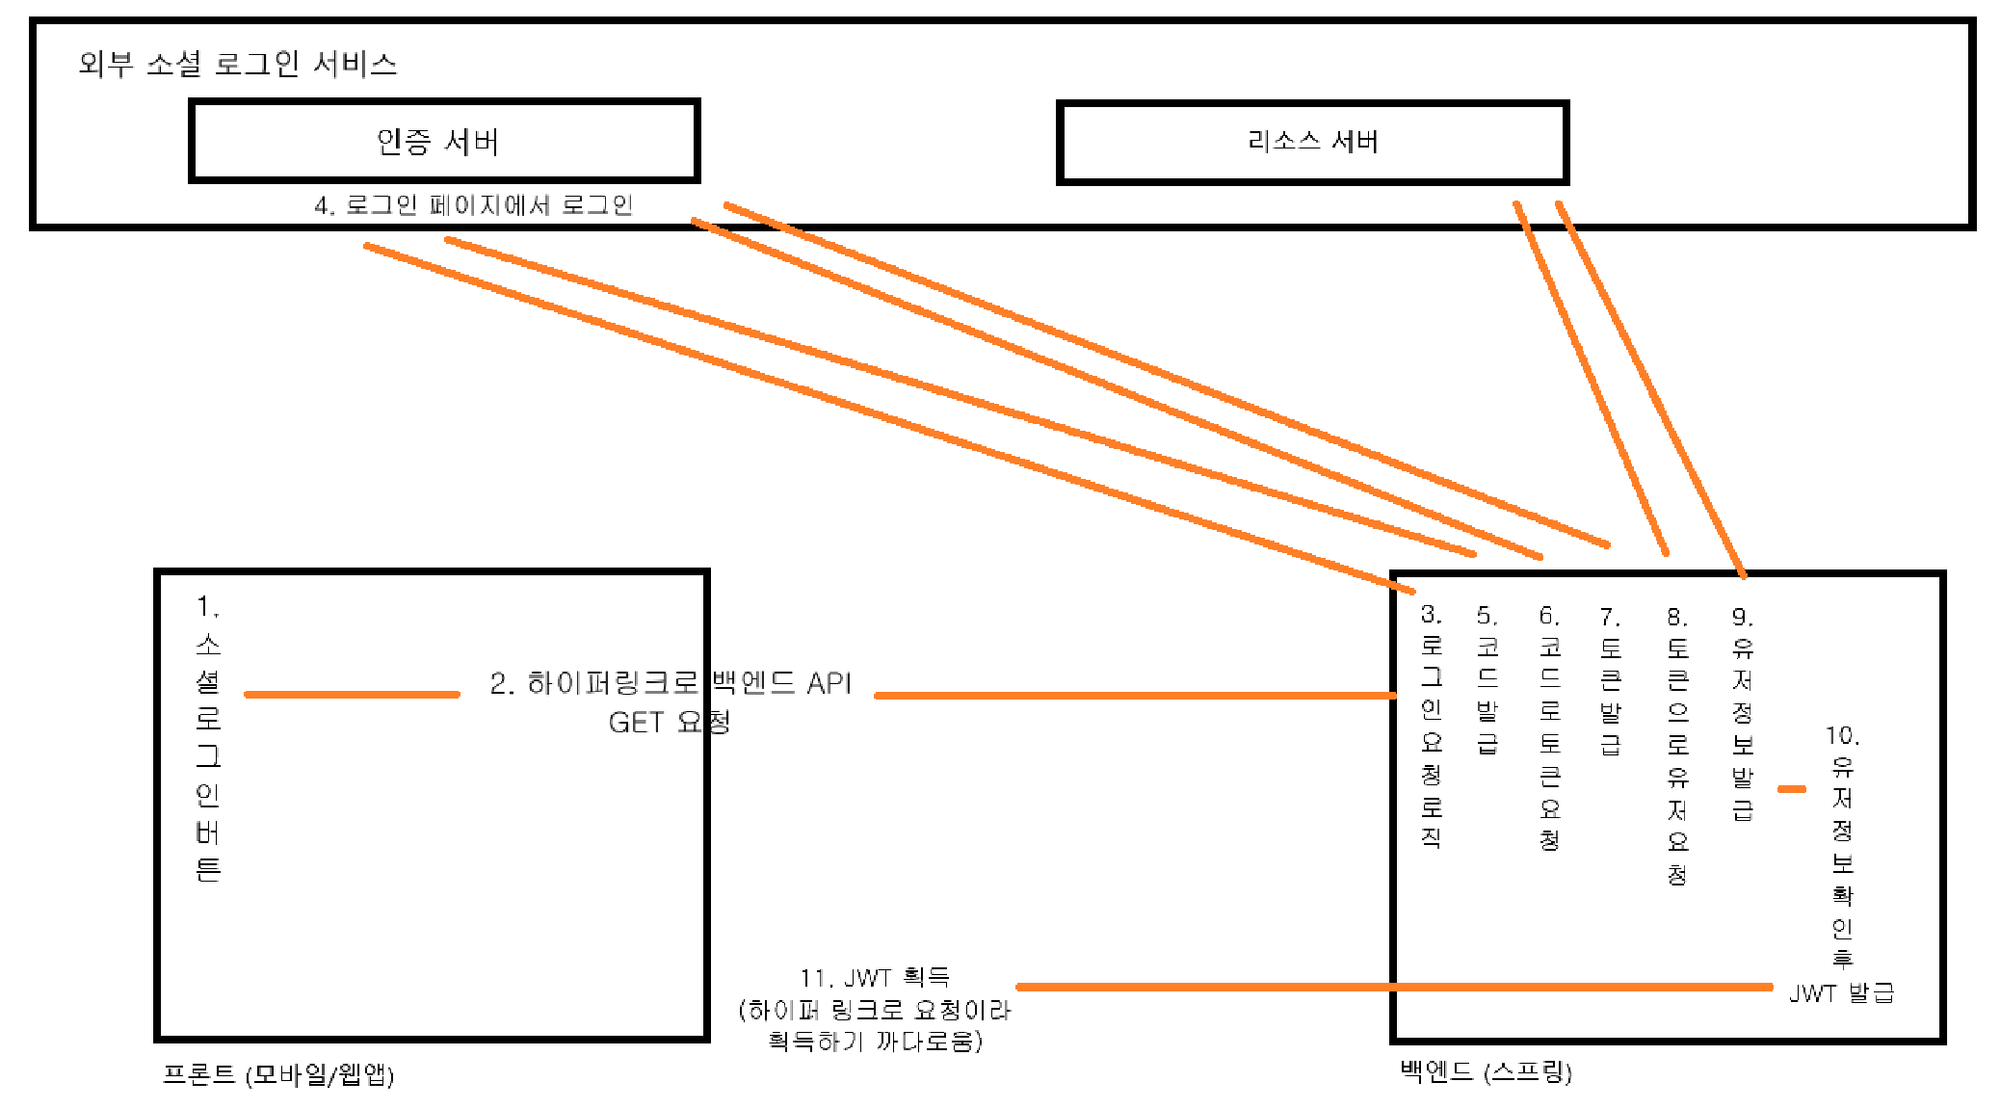 외부 소셜 로그인 서비스
인증 서버
리소스 서버
4. 로그인 페이지에서 로그인
1.
소셜로그인버튼
2. 하이퍼링크로 백엔드 API
GET 요청
3.
로그인요청로직
5.
코드발급
6.
코드로토큰요청
7.
토큰발급
8.
토큰으로유저요청
9.
유저정보발급
10.
유저정보확인후
JWT 발급
11. JWT 획득
(하이퍼 링크로 요청이라
획득하기 까다로움)
프론트 (모바일/웹앱)
백엔드 (스프링)